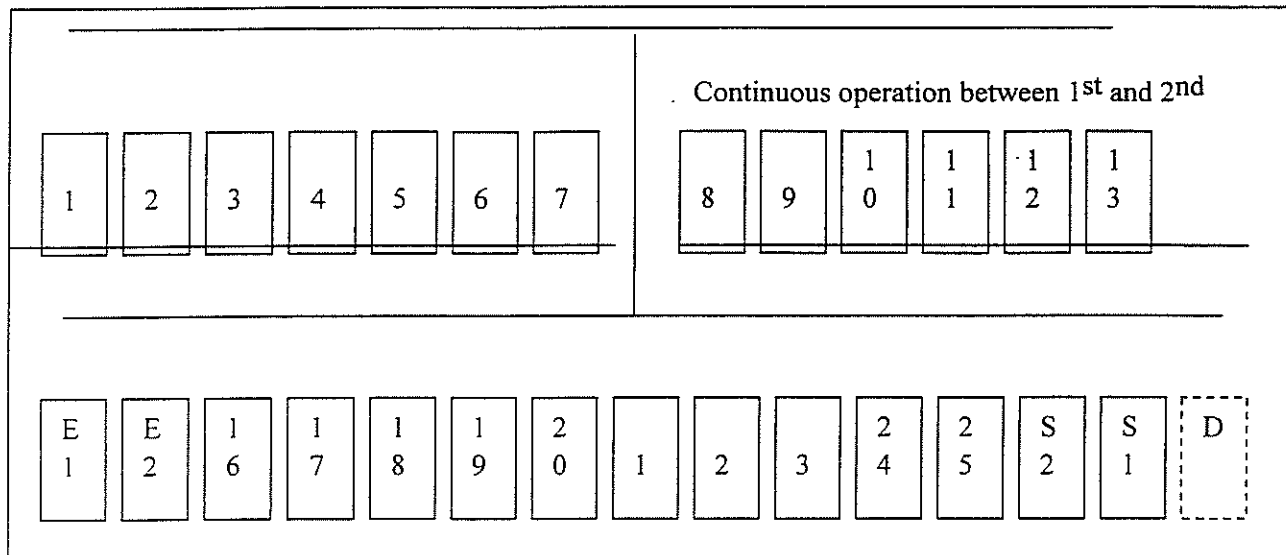 Continuous operation between 1st and 2nd
1 2 3 4 5 6 7 8 9 10 11 12 13
E1 E2 16 17 18 19 20 1 2 3 24 25 S2 S1 D